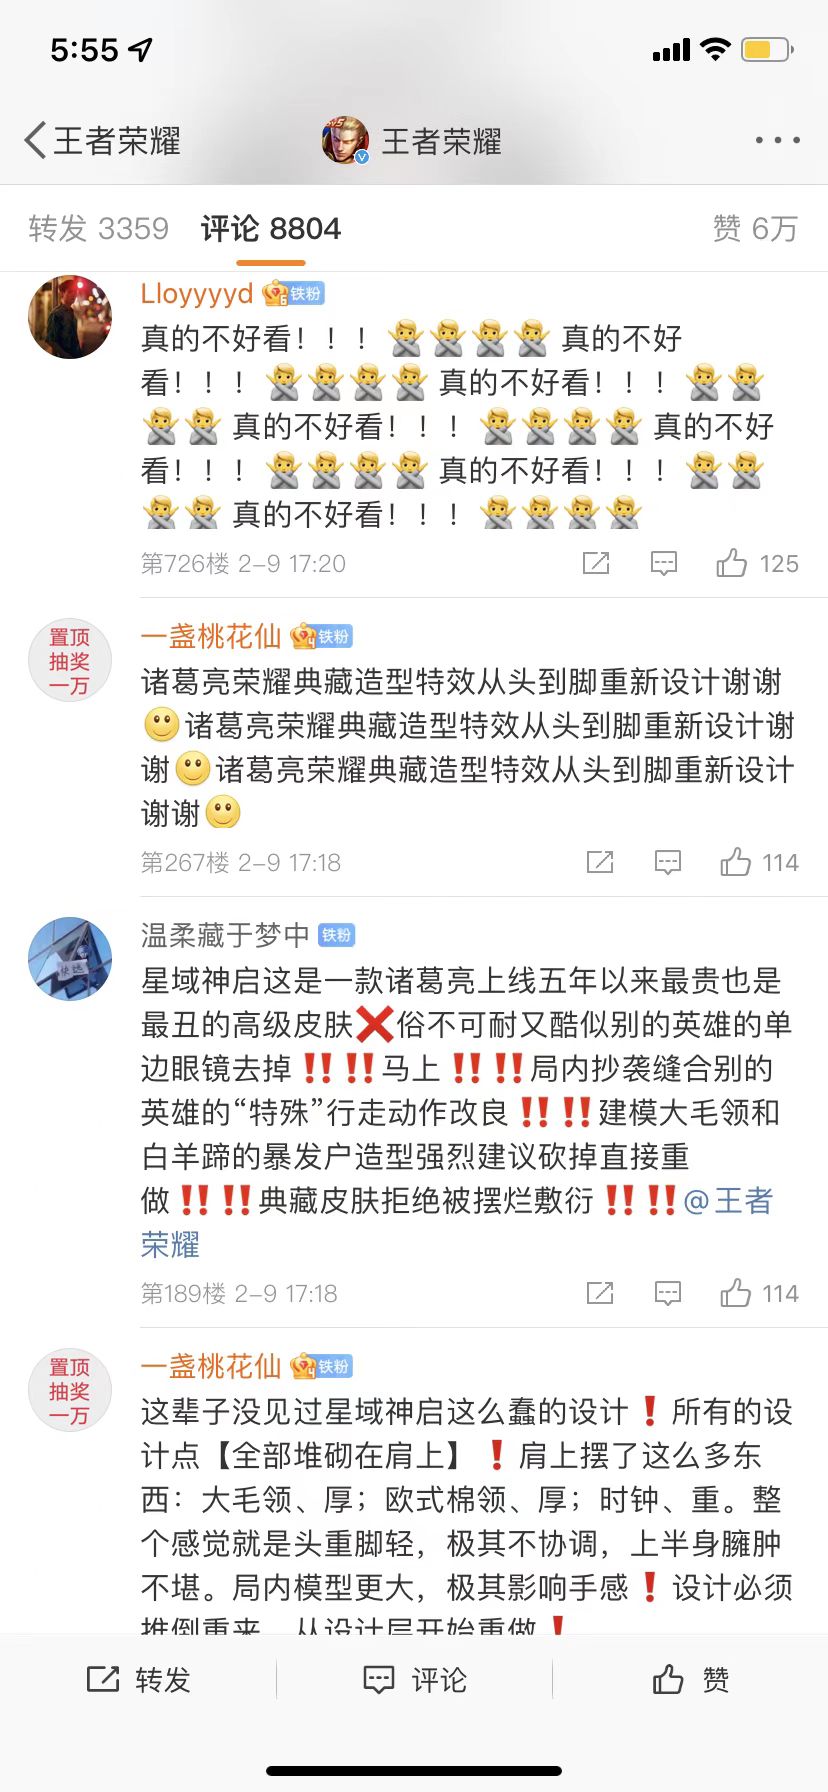 5:55
王者荣耀
王者荣耀
转发 3359 评论 8804 赞 6万
Lloyyyyd 6 铁粉
真的不好看！！！🙅🙅🙅🙅真的不好
看！！！🙅🙅🙅🙅真的不好看！！！🙅🙅
🙅🙅真的不好看！！！🙅🙅🙅🙅真的不好
看！！！🙅🙅🙅🙅真的不好看！！！🙅🙅
🙅🙅真的不好看！！！🙅🙅🙅🙅
第726楼 2-9 17:20 125
置顶
抽奖
一万
一盏桃花仙 铁粉
诸葛亮荣耀典藏造型特效从头到脚重新设计谢谢
🙂诸葛亮荣耀典藏造型特效从头到脚重新设计谢
谢🙂诸葛亮荣耀典藏造型特效从头到脚重新设计
谢谢🙂
第267楼 2-9 17:18 114
温柔藏于梦中 铁粉
星域神启这是一款诸葛亮上线五年以来最贵也是
最丑的高级皮肤❌俗不可耐又酷似别的英雄的单
边眼镜去掉‼️‼️马上‼️‼️局内抄袭缝合别的
英雄的“特殊”行走动作改良‼️‼️建模大毛领和
白羊蹄的暴发户造型强烈建议砍掉直接重
做‼️‼️典藏皮肤拒绝被摆烂敷衍‼️‼️@王者
荣耀
第189楼 2-9 17:18 114
置顶
抽奖
一万
一盏桃花仙 铁粉
这辈子没见过星域神启这么蠢的设计❗所有的设
计点【全部堆砌在肩上】❗肩上摆了这么多东
西：大毛领、厚；欧式棉领、厚；时钟、重。整
个感觉就是头重脚轻，极其不协调，上半身臃肿
不堪。局内模型更大，极其影响手感❗设计必须
推倒重来，从设计层开始重做❗
转发 评论 赞